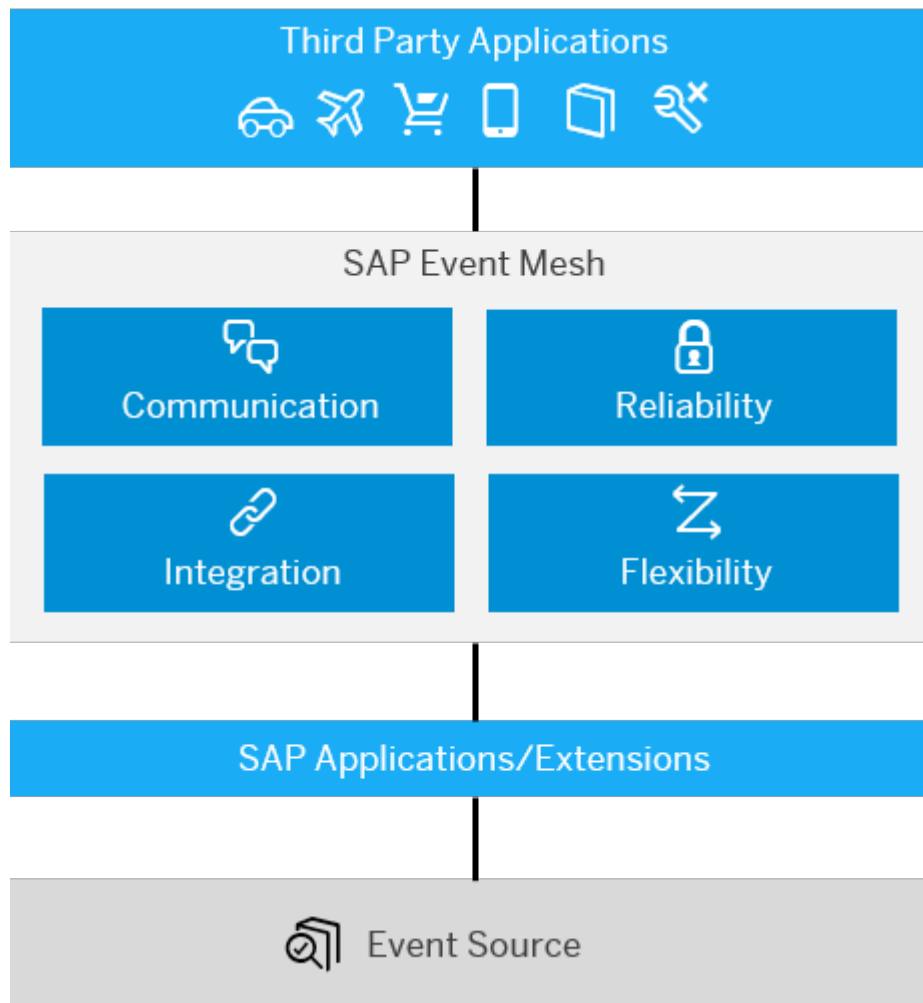 Third Party Applications
SAP Event Mesh
Communication
Reliability
Integration
Flexibility
SAP Applications/Extensions
Event Source